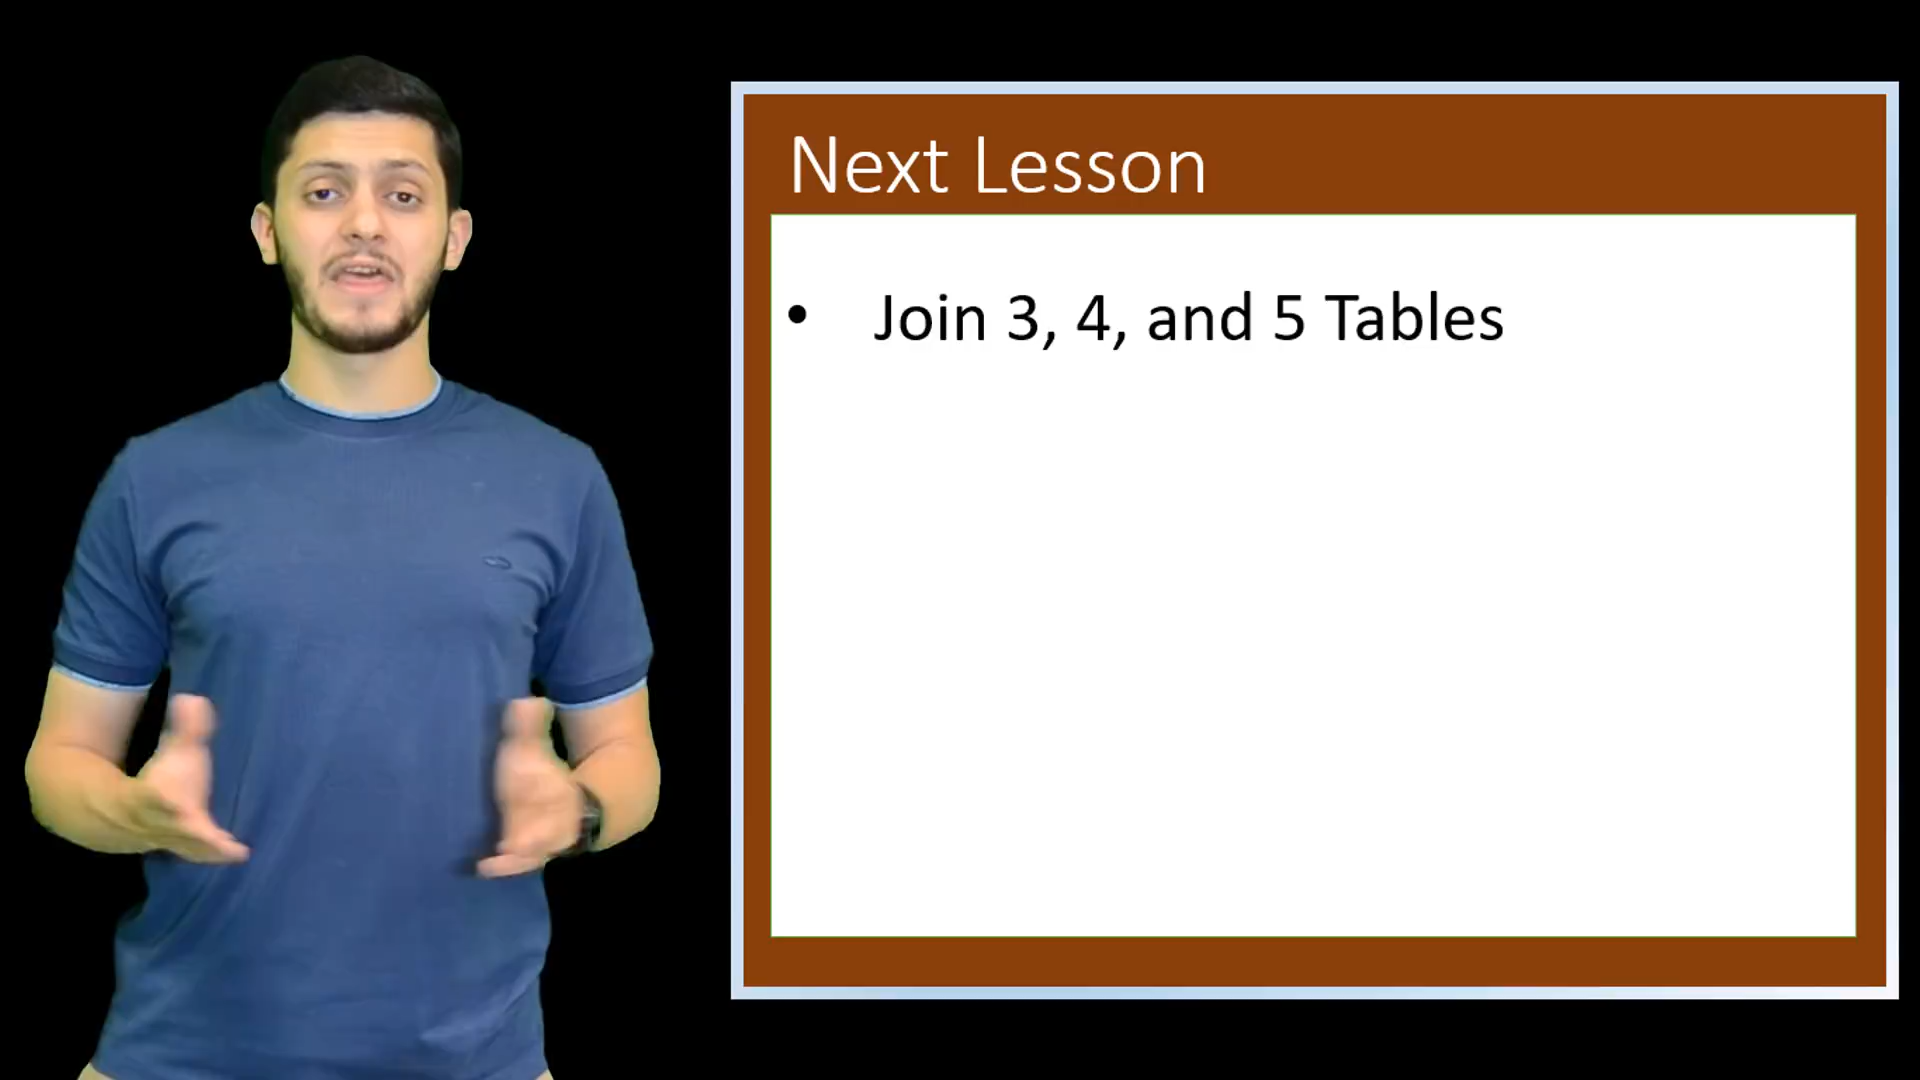 Next Lesson
• Join 3, 4, and 5 Tables